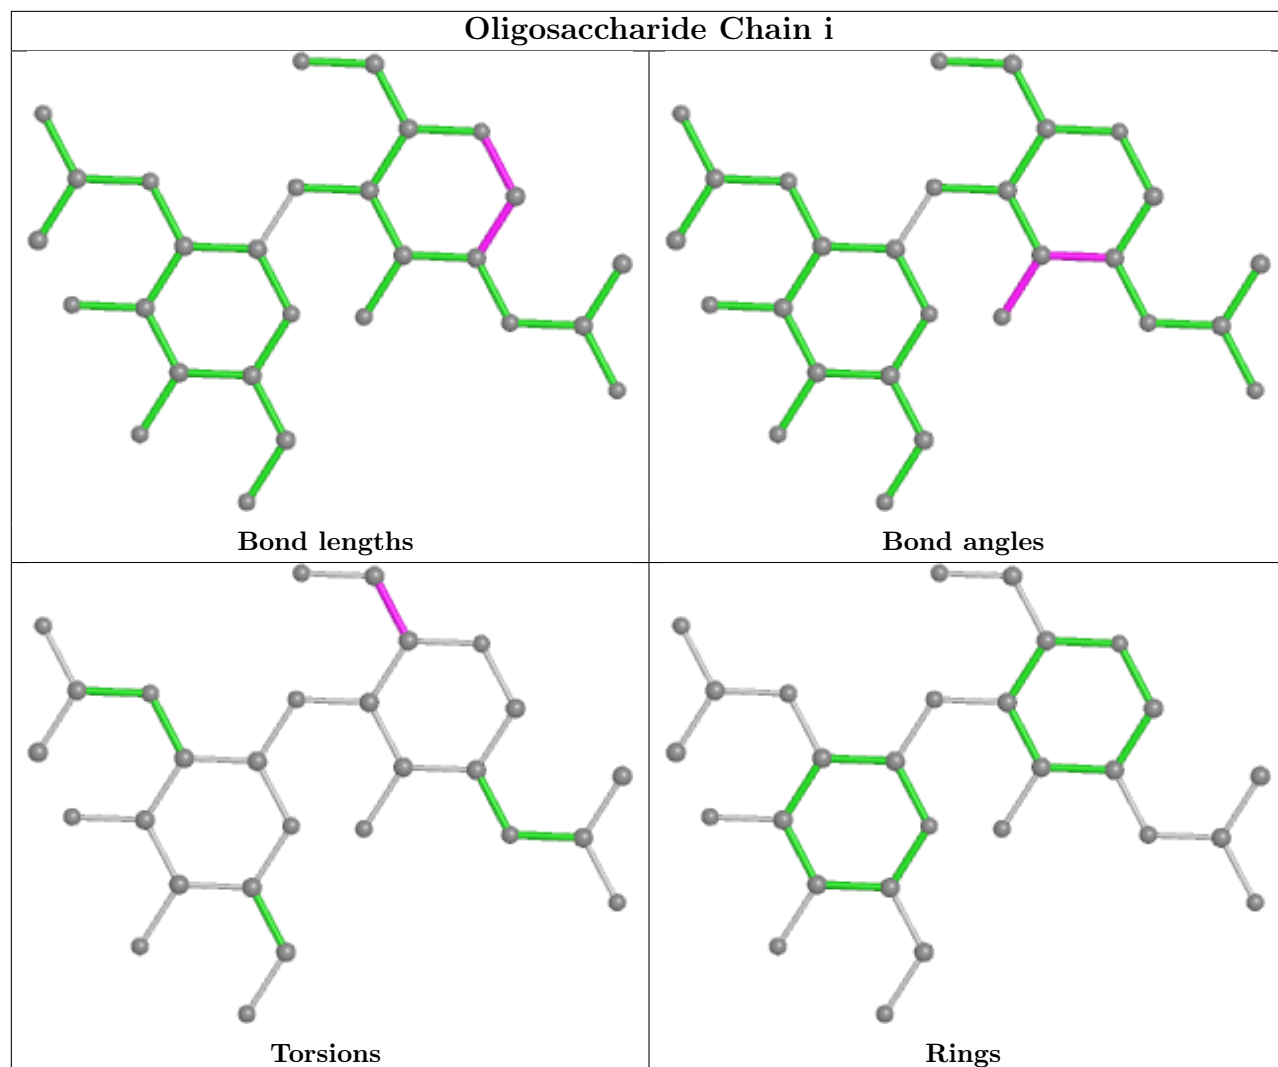 Oligosaccharide Chain i
Bond lengths
Bond angles
Torsions
Rings